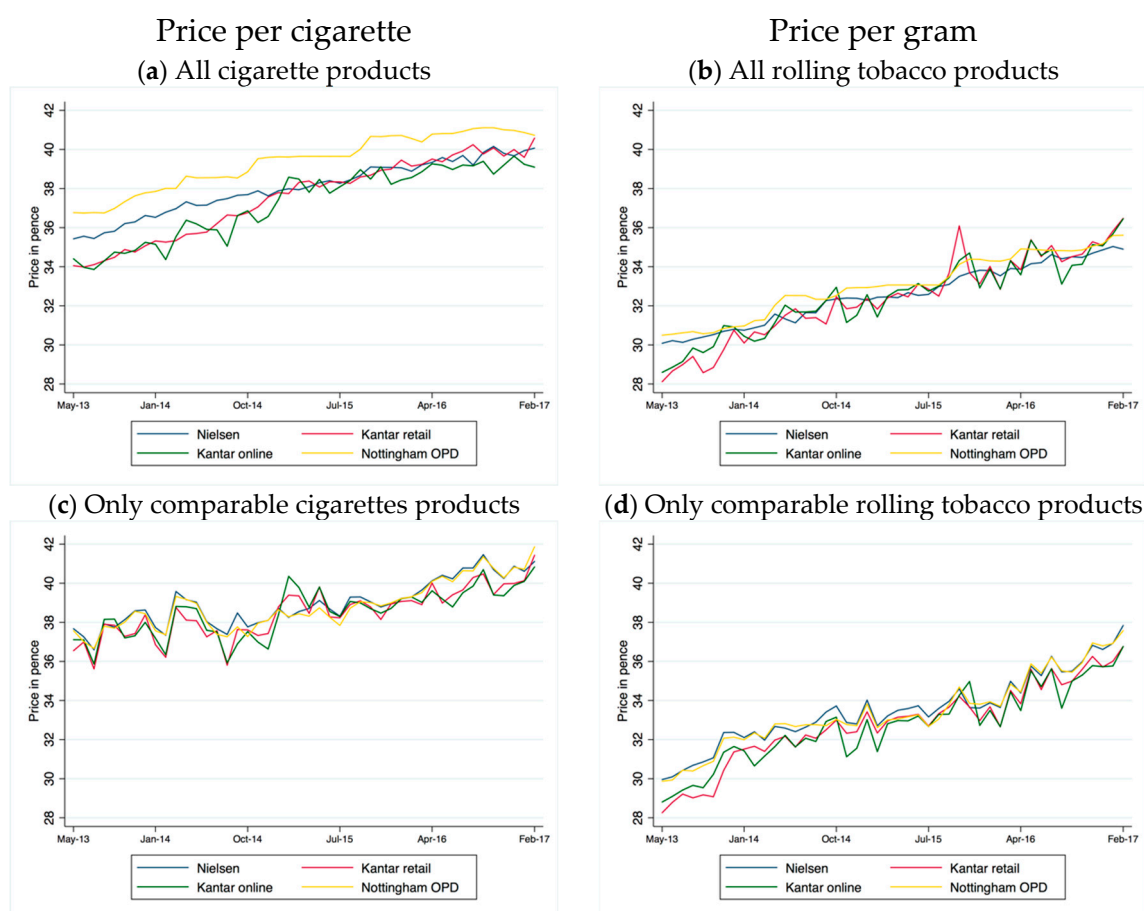 Price per cigarette
Price per gram
(a) All cigarette products
(b) All rolling tobacco products
Price in pence
42
40
38
36
34
32
30
28
May-13
Jan-14
Oct-14
Jul-15
Apr-16
Feb-17
Nielsen
Kantar retail
Kantar online
Nottingham OPD
Price in pence
42
40
38
36
34
32
30
28
May-13
Jan-14
Oct-14
Jul-15
Apr-16
Feb-17
Nielsen
Kantar retail
Kantar online
Nottingham OPD
(c) Only comparable cigarettes products
(d) Only comparable rolling tobacco products
Price in pence
42
40
38
36
34
32
30
28
May-13
Jan-14
Oct-14
Jul-15
Apr-16
Feb-17
Nielsen
Kantar retail
Kantar online
Nottingham OPD
Price in pence
42
40
38
36
34
32
30
28
May-13
Jan-14
Oct-14
Jul-15
Apr-16
Feb-17
Nielsen
Kantar retail
Kantar online
Nottingham OPD